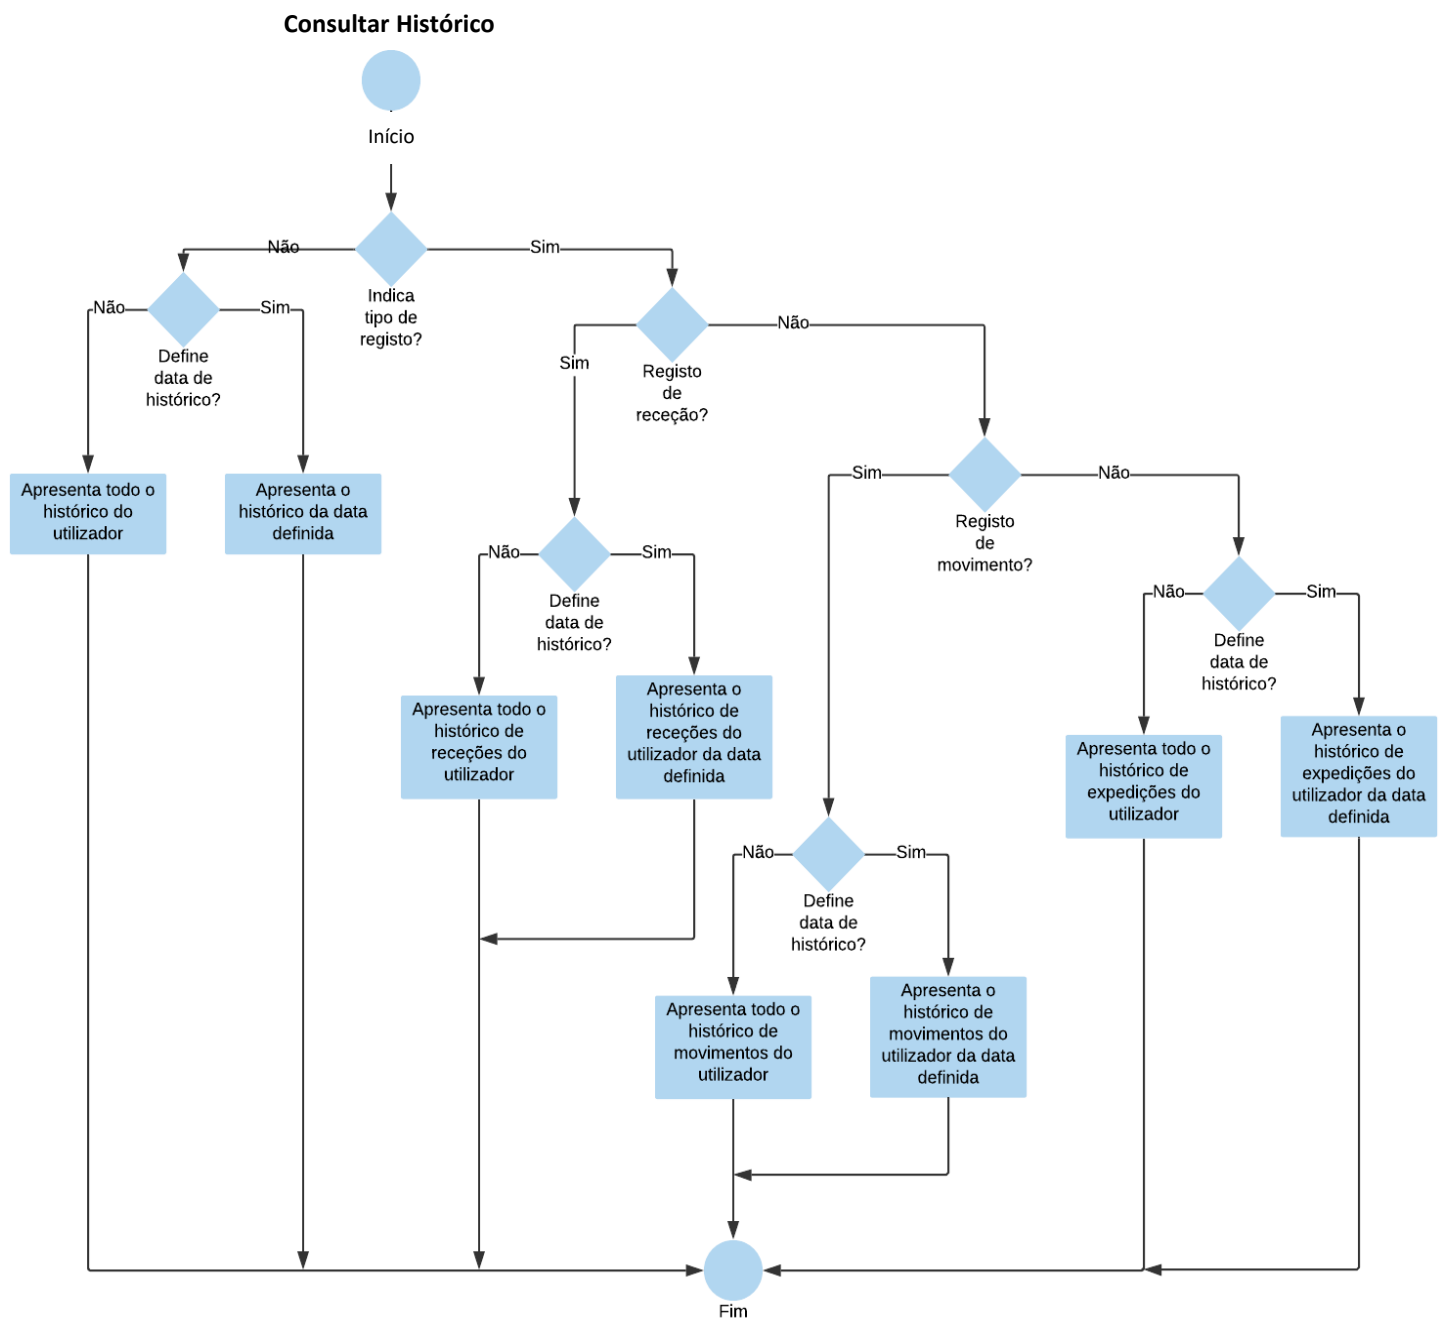 Consultar Histórico
Início
Não
Sim
Indica
tipo de
registo?
Não
Sim
Define
data de
histórico?
Sim
Não
Registo
de
receção?
Apresenta todo o
histórico do
utilizador
Apresenta o
histórico da data
definida
Sim
Não
Registo
de
movimento?
Não
Sim
Define
data de
histórico?
Não
Sim
Define
data de
histórico?
Apresenta todo o
histórico de
receções do
utilizador
Apresenta o
histórico de
receções do
utilizador da data
definida
Apresenta todo o
histórico de
expedições do
utilizador
Apresenta o
histórico de
expedições do
utilizador da data
definida
Não
Sim
Define
data de
histórico?
Apresenta todo o
histórico de
movimentos do
utilizador
Apresenta o
histórico de
movimentos do
utilizador da data
definida
Fim